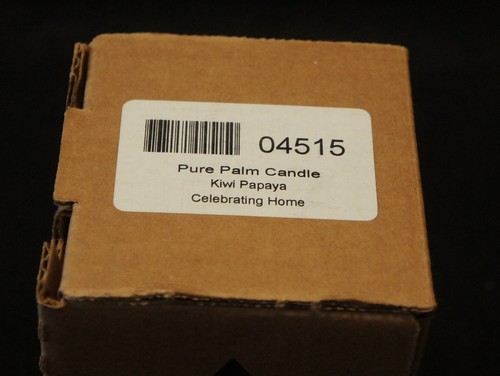 04515
Pure Palm Candle
Kiwi Papaya
Celebrating Home